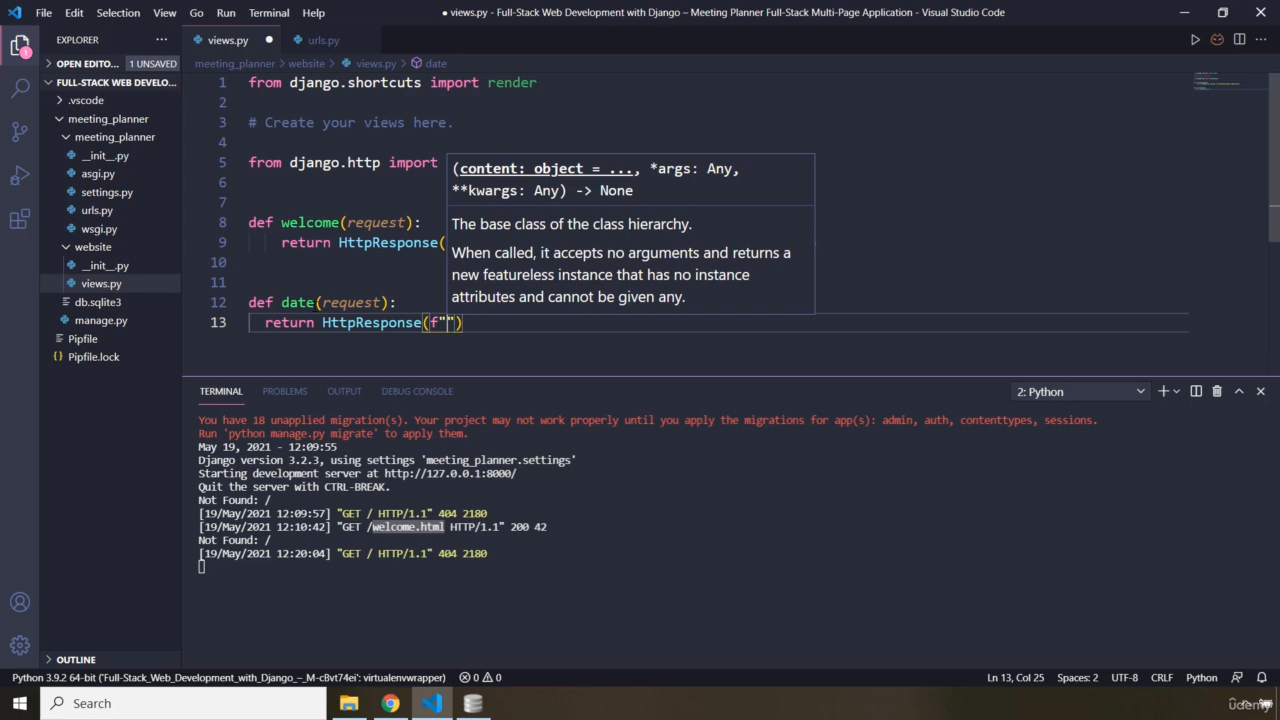 File Edit Selection View Go Run Terminal Help
● views.py - Full-Stack Web Development with Django – Meeting Planner Full-Stack Multi-Page Application - Visual Studio Code
EXPLORER
OPEN EDITO... 1 UNSAVED
FULL-STACK WEB DEVELO...
.vscode
meeting_planner
meeting_planner
__init__.py
asgi.py
settings.py
urls.py
wsgi.py
website
__init__.py
views.py
db.sqlite3
manage.py
Pipfile
Pipfile.lock
OUTLINE
1
views.py ● urls.py
meeting_planner > website > views.py > date
1 from django.shortcuts import render
2
3 # Create your views here.
4
5 from django.http import
6
7
8 def welcome(request):
9 return HttpResponse(
10
11
12 def date(request):
13 return HttpResponse(f"")
(content: object = ..., *args: Any,
**kwargs: Any) -> None
The base class of the class hierarchy.
When called, it accepts no arguments and returns a
new featureless instance that has no instance
attributes and cannot be given any.
TERMINAL PROBLEMS OUTPUT DEBUG CONSOLE 2: Python
You have 18 unapplied migration(s). Your project may not work properly until you apply the migrations for app(s): admin, auth, contenttypes, sessions.
Run 'python manage.py migrate' to apply them.
May 19, 2021 - 12:09:55
Django version 3.2.3, using settings 'meeting_planner.settings'
Starting development server at http://127.0.0.1:8000/
Quit the server with CTRL-BREAK.
Not Found: /
[19/May/2021 12:09:57] "GET / HTTP/1.1" 404 2180
[19/May/2021 12:10:42] "GET /welcome.html HTTP/1.1" 200 42
Not Found: /
[19/May/2021 12:20:04] "GET / HTTP/1.1" 404 2180
Python 3.9.2 64-bit ('Full-Stack_Web_Development_with_Django_–_M-c8vt74ei': virtualenvwrapper) 0 0 Ln 13, Col 25 Spaces: 2 UTF-8 CRLF Python
Search
udemy